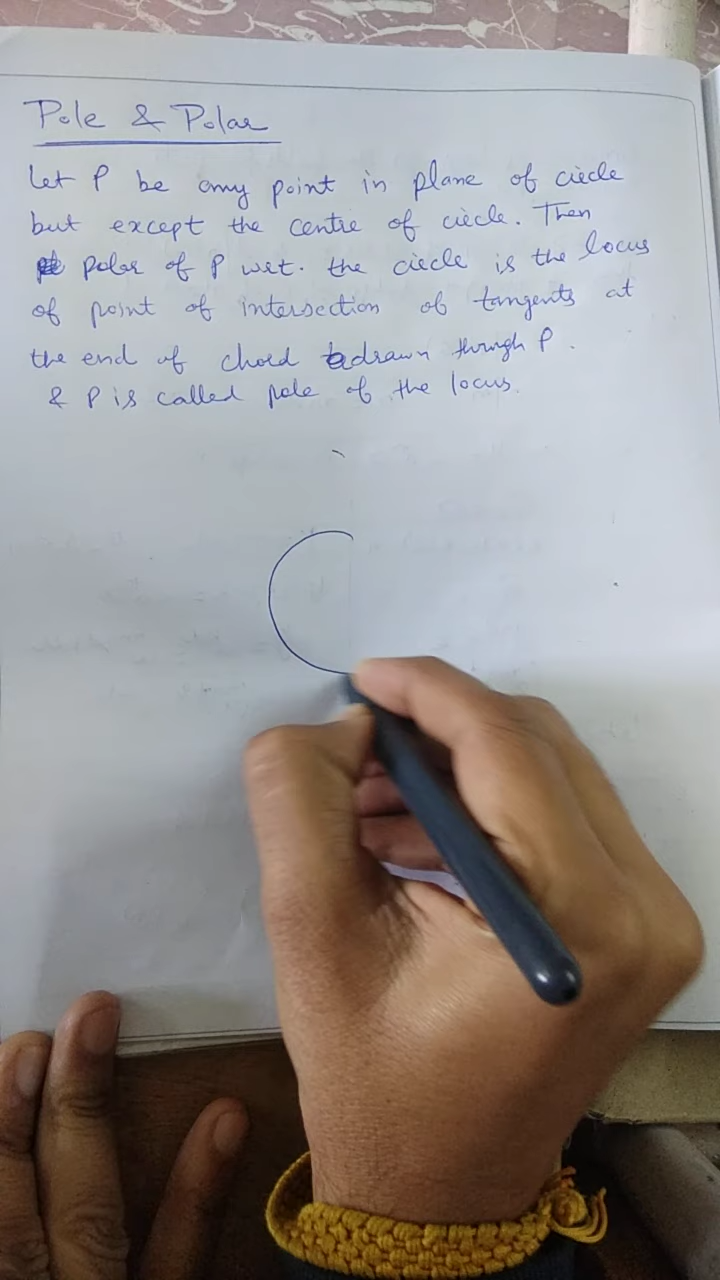 Pole & Polar
Let P be any point in plane of circle
but except the centre of circle. Then
polar of P wrt. the circle is the locus
of point of intersection of tangents at
the end of chord drawn through P.
& P is called pole of the locus.